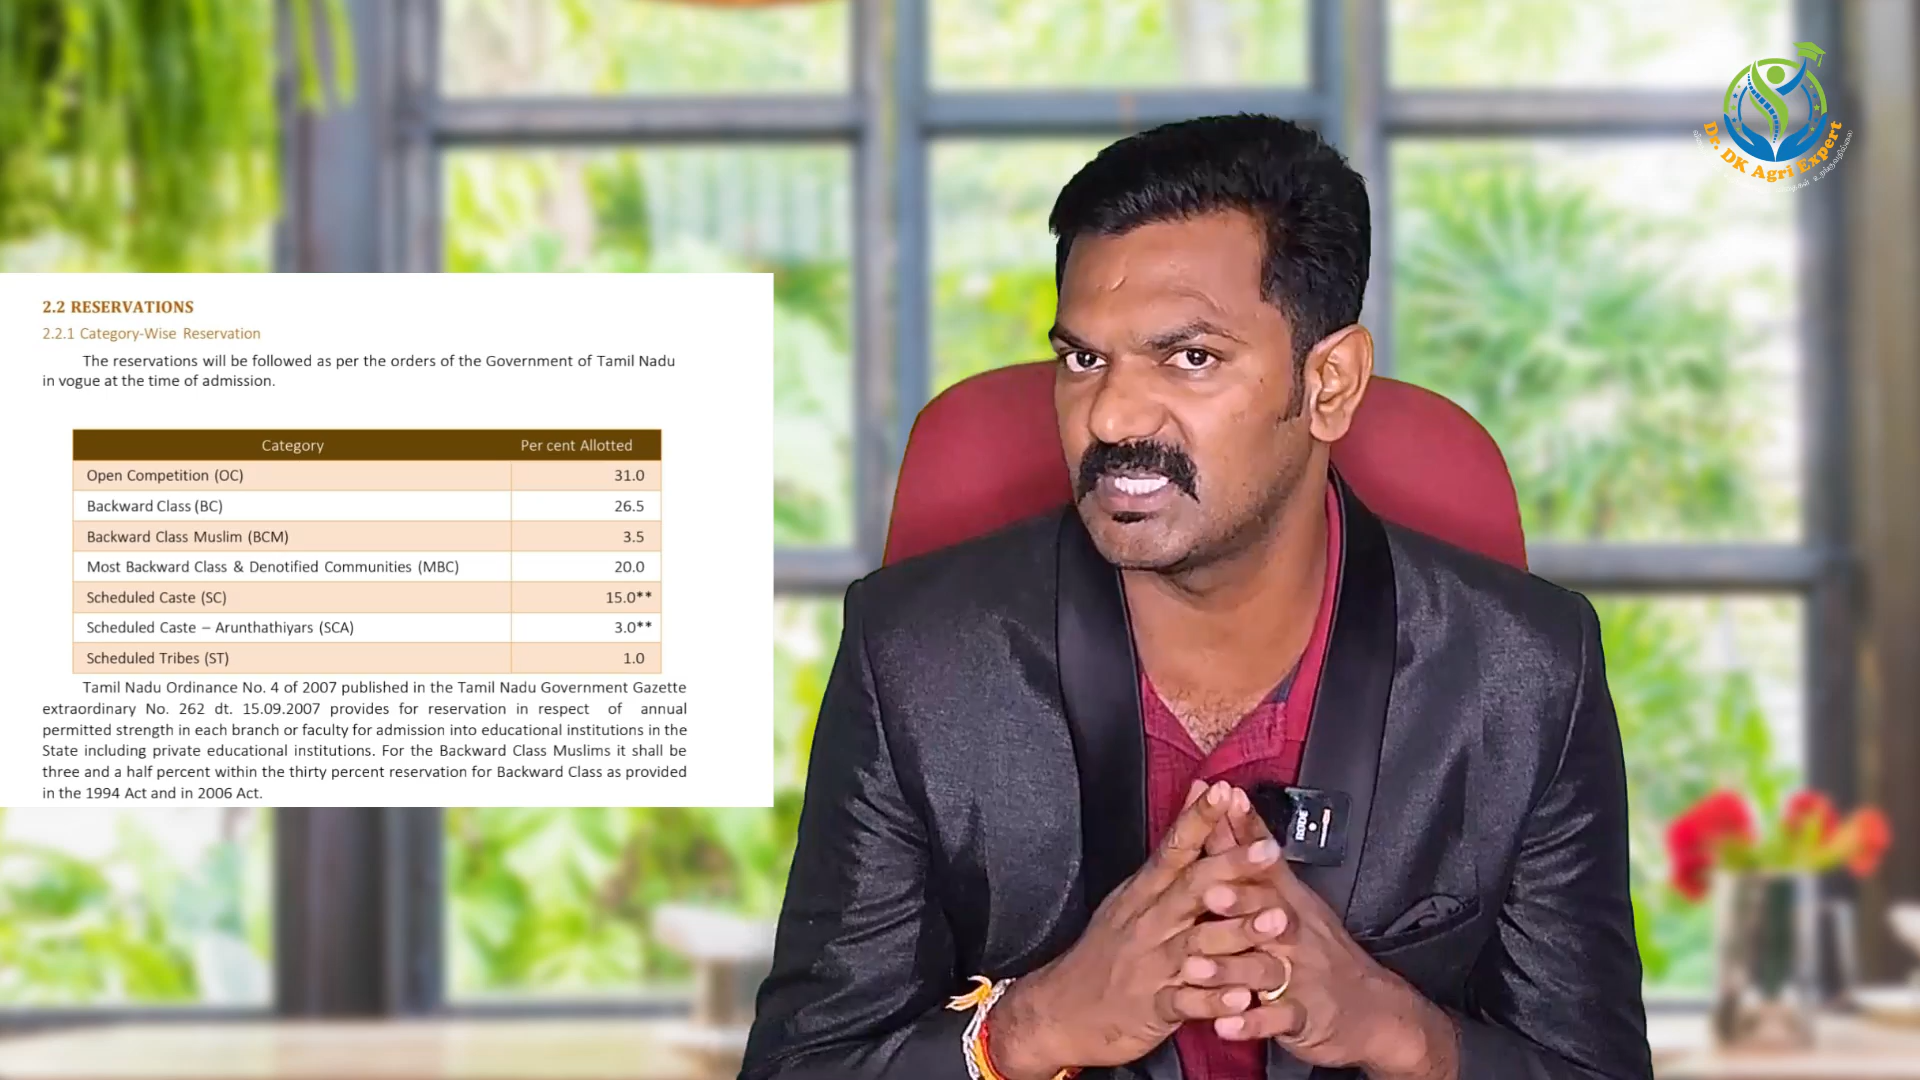 2.2 RESERVATIONS
2.2.1 Category-Wise Reservation
The reservations will be followed as per the orders of the Government of Tamil Nadu
in vogue at the time of admission.
Category Per cent Allotted
Open Competition (OC) 31.0
Backward Class (BC) 26.5
Backward Class Muslim (BCM) 3.5
Most Backward Class & Denotified Communities (MBC) 20.0
Scheduled Caste (SC) 15.0**
Scheduled Caste – Arunthathiyars (SCA) 3.0**
Scheduled Tribes (ST) 1.0
Tamil Nadu Ordinance No. 4 of 2007 published in the Tamil Nadu Government Gazette
extraordinary No. 262 dt. 15.09.2007 provides for reservation in respect of annual
permitted strength in each branch or faculty for admission into educational institutions in the
State including private educational institutions. For the Backward Class Muslims it shall be
three and a half percent within the thirty percent reservation for Backward Class as provided
in the 1994 Act and in 2006 Act.
Dr. DK Agri Expert
RØDE